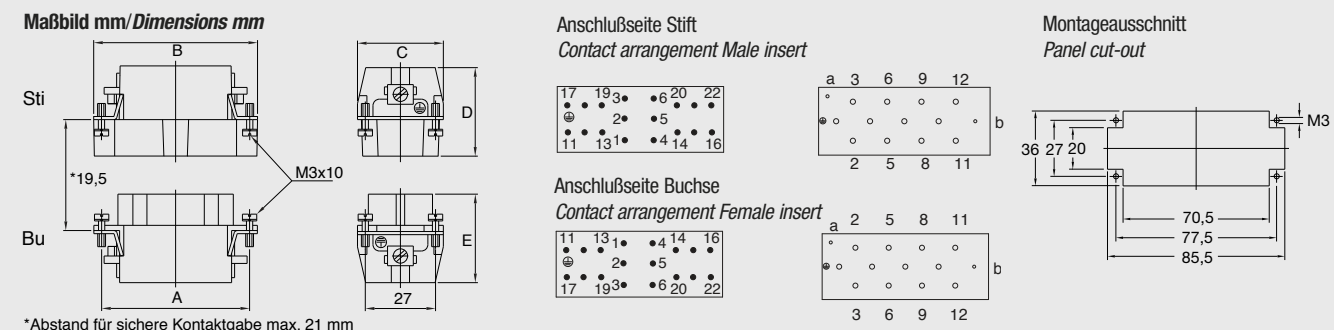 Maßbild mm/Dimensions mm
B
C
Sti
D
*19,5
M3x10
Bu
E
A
27
*Abstand für sichere Kontaktgabe max. 21 mm
Anschlußseite Stift
Contact arrangement Male insert
17 19 3 6 20 22
2 5
11 13 1 4 14 16
a 3 6 9 12
b
2 5 8 11
Anschlußseite Buchse
Contact arrangement Female insert
11 13 1 4 14 16
2 5
17 19 3 6 20 22
a 2 5 8 11
b
3 6 9 12
Montageausschnitt
Panel cut-out
M3
36 27 20
70,5
77,5
85,5